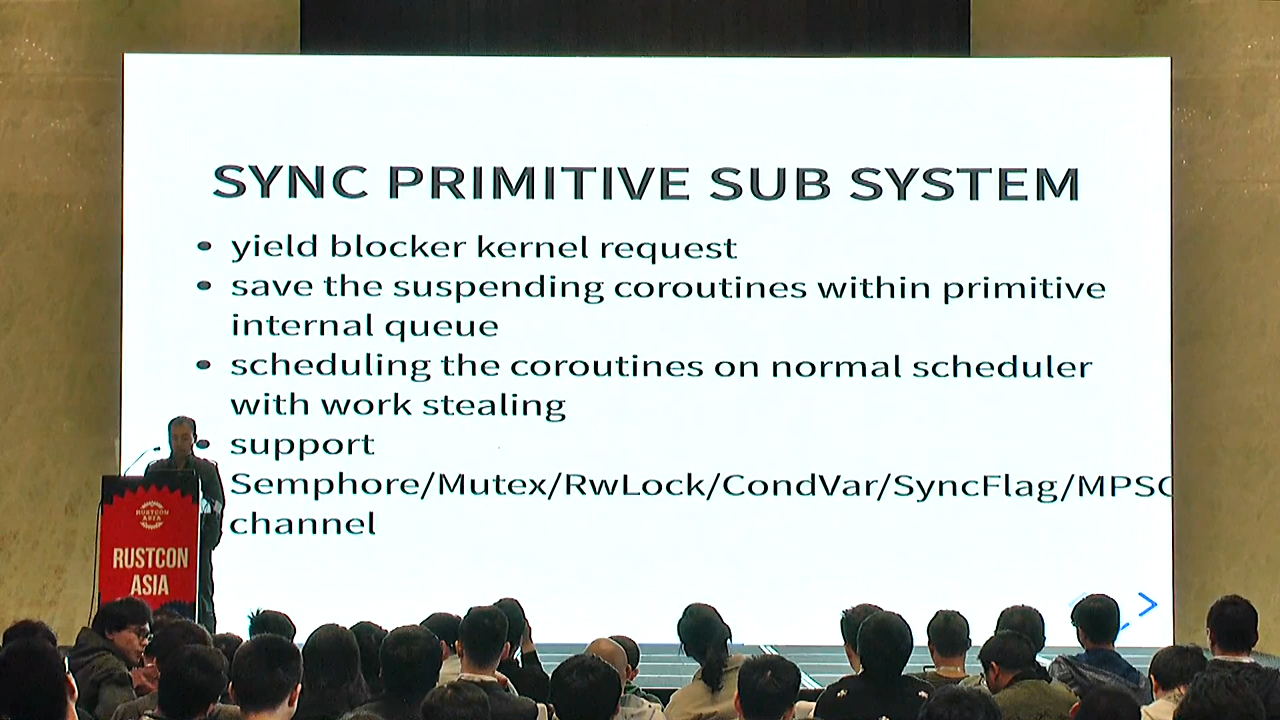 SYNC PRIMITIVE SUB SYSTEM
• yield blocker kernel request
• save the suspending coroutines within primitive
internal queue
• scheduling the coroutines on normal scheduler
with work stealing
• support
Semphore/Mutex/RwLock/CondVar/SyncFlag/MPSC
channel
RUSTCON
ASIA
RUSTCON
ASIA